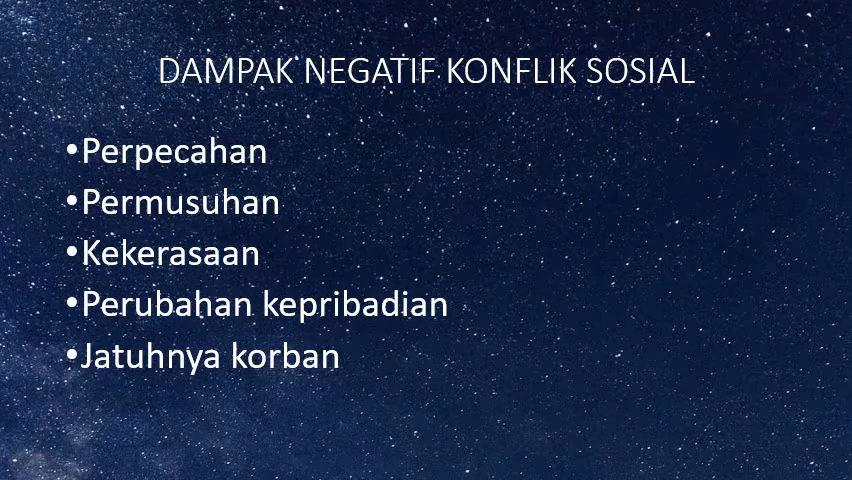 DAMPAK NEGATIF KONFLIK SOSIAL
•Perpecahan
•Permusuhan
•Kekerasaan
•Perubahan kepribadian
•Jatuhnya korban